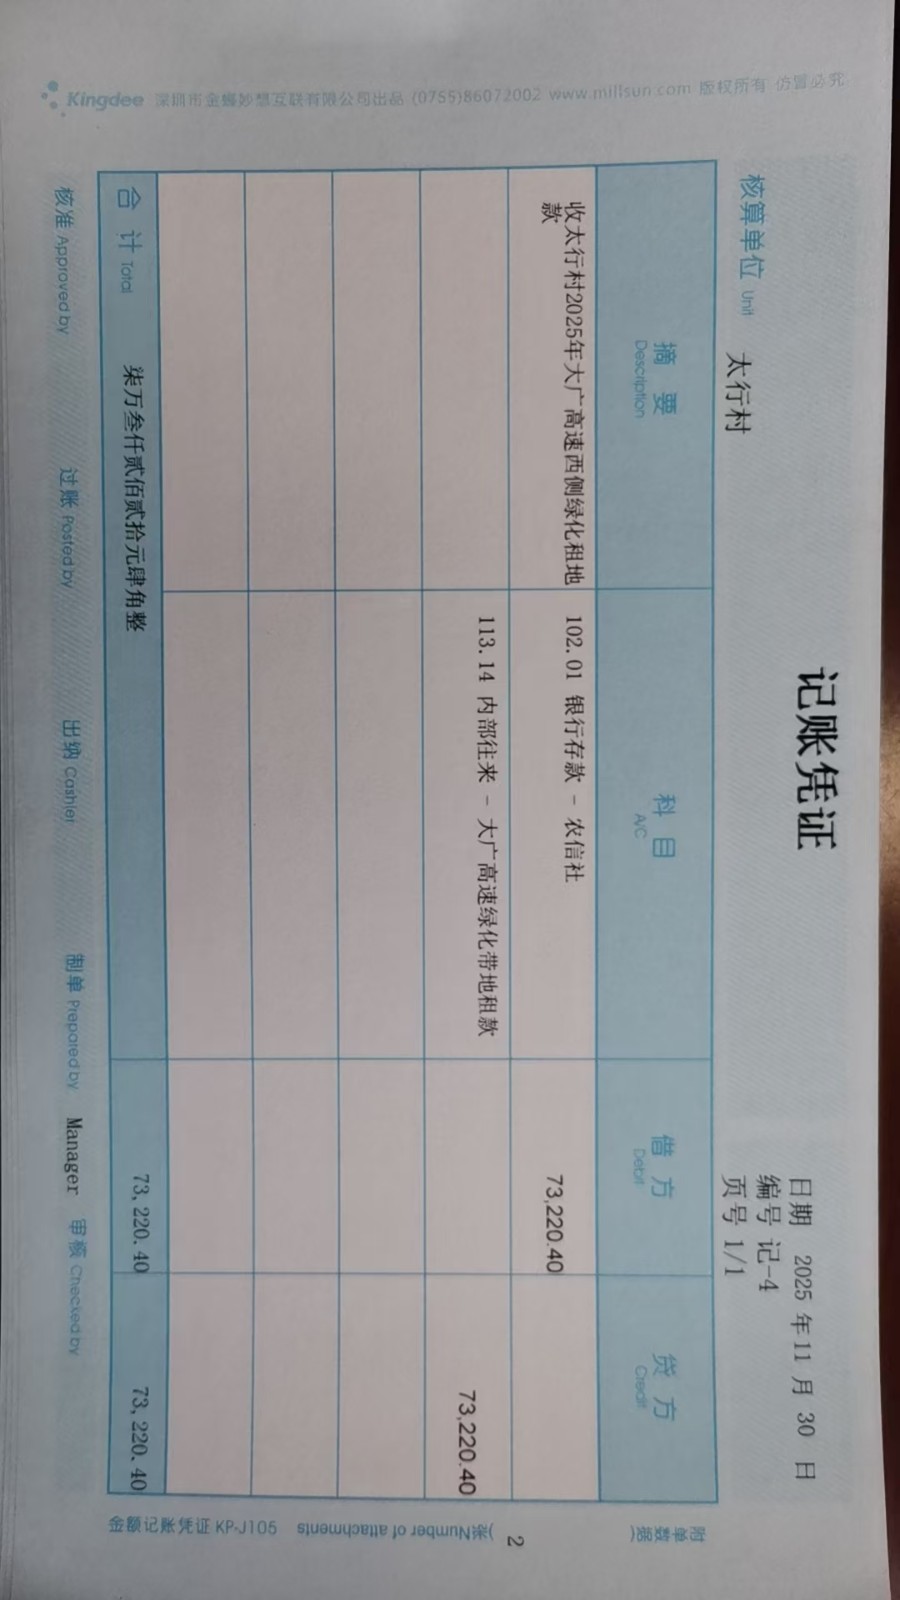 记账凭证
日期 2025 年 11 月 30 日
编号 记-4
页号 1/1
核算单位 Unit 太行村
摘 要 Description 科 目 A/C 借 方 Debit 贷 方 Credit
收太行村2025年大广高速西侧绿化租地款 102.01 银行存款 - 农信社 73,220.40
113.14 内部往来 - 大广高速绿化带地租款 73,220.40
合 计 Total 柒万叁仟贰佰贰拾元肆角整 73,220.40 73,220.40
核准 Approved by 过账 Posted by 出纳 Cashier 制单 Prepared by Manager 审核 Checked by
附单据数( 2 张 Number of attachments)
金额记账凭证 KP-J105
Kingdee 深圳市金蝶妙想互联有限公司出品 (0755)86072002 www.millsun.com 版权所有 仿冒必究